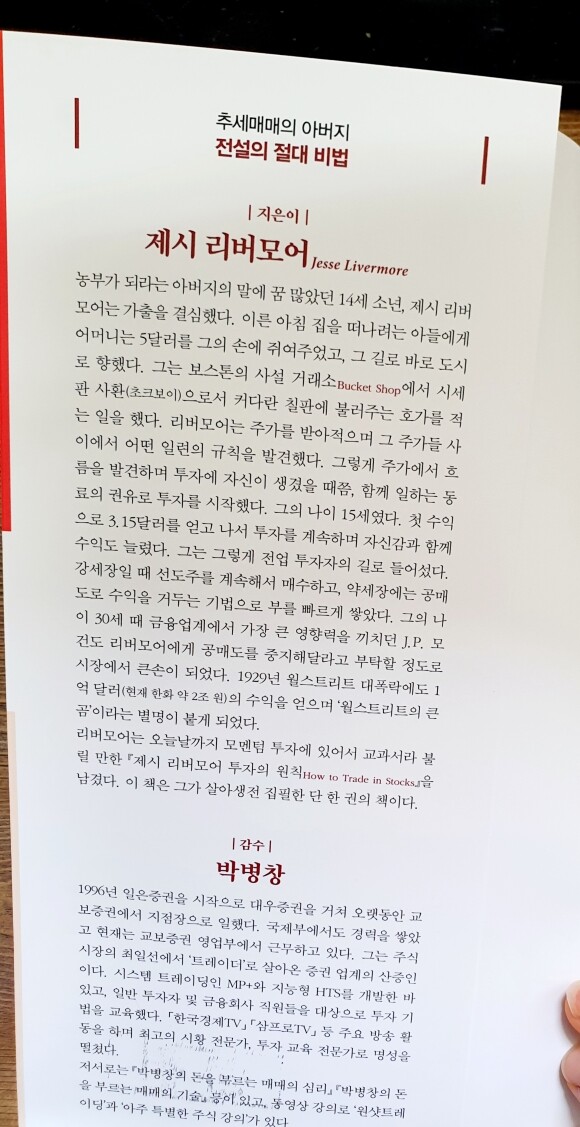 추세매매의 아버지
전설의 절대 비법
| 지은이 |
제시 리버모어 Jesse Livermore
농부가 되라는 아버지의 말에 꿈 많았던 14세 소년, 제시 리버
모어는 가출을 결심했다. 이른 아침 집을 떠나려는 아들에게
어머니는 5달러를 그의 손에 쥐여주었고, 그 길로 바로 도시
로 향했다. 그는 보스톤의 사설 거래소Bucket Shop에서 시세
판 사환(초크보이)으로서 커다란 칠판에 불러주는 호가를 적
는 일을 했다. 리버모어는 주가를 받아적으며 그 주가들 사
이에서 어떤 일련의 규칙을 발견했다. 그렇게 주가에서 흐
름을 발견하며 투자에 자신이 생겼을 때쯤, 함께 일하는 동
료의 권유로 투자를 시작했다. 그의 나이 15세였다. 첫 수익
으로 3.15달러를 얻고 나서 투자를 계속하며 자신감과 함께
수익도 늘렸다. 그는 그렇게 전업 투자자의 길로 들어섰다.
강세장일 때 선도주를 계속해서 매수하고, 약세장에는 공매
도로 수익을 거두는 기법으로 부를 빠르게 쌓았다. 그의 나
이 30세 때 금융업계에서 가장 큰 영향력을 끼치던 J.P. 모
건도 리버모어에게 공매도를 중지해달라고 부탁할 정도로
시장에서 큰손이 되었다. 1929년 월스트리트 대폭락에도 1
억 달러(현재 한화 약 2조 원)의 수익을 얻으며 '월스트리트의 큰
곰'이라는 별명이 붙게 되었다.
리버모어는 오늘날까지 모멘텀 투자에 있어서 교과서라 불
릴 만한 『제시 리버모어 투자의 원칙How to Trade in Stocks』을
남겼다. 이 책은 그가 살아생전 집필한 단 한 권의 책이다.
| 감수 |
박병창
1996년 일은증권을 시작으로 대우증권을 거쳐 오랫동안 교
보증권에서 지점장으로 일했다. 국제부에서도 경력을 쌓았
고 현재는 교보증권 영업부에서 근무하고 있다. 그는 주식
시장의 최일선에서 '트레이더'로 살아온 증권 업계의 산증인
이다. 시스템 트레이딩인 MP+와 지능형 HTS를 개발한 바
있고, 일반 투자자 및 금융회사 직원들을 대상으로 투자 기
법을 교육했다. 「한국경제TV」「삼프로TV」 등 주요 방송 활
동을 하며 최고의 시황 전문가, 투자 교육 전문가로 명성을
떨쳤다.
저서로는 『박병창의 돈을 부르는 매매의 심리』 『박병창의 돈
을 부르는 매매의 기술』 등이 있고, 동영상 강의로 '원샷트레
이딩'과 '아주 특별한 주식 강의'가 있다